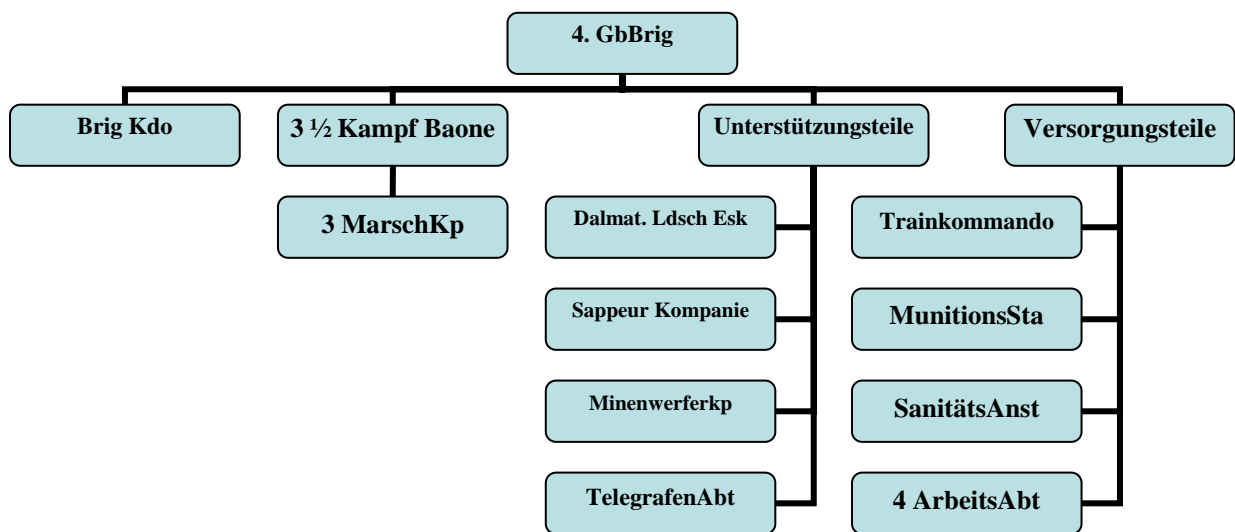 4. GbBrig
Brig Kdo
3 ½ Kampf Baone
Unterstützungsteile
Versorgungsteile
3 MarschKp
Dalmat. Ldsch Esk
Trainkommando
Sappeur Kompanie
MunitionsSta
Minenwerferkp
SanitätsAnst
TelegrafenAbt
4 ArbeitsAbt